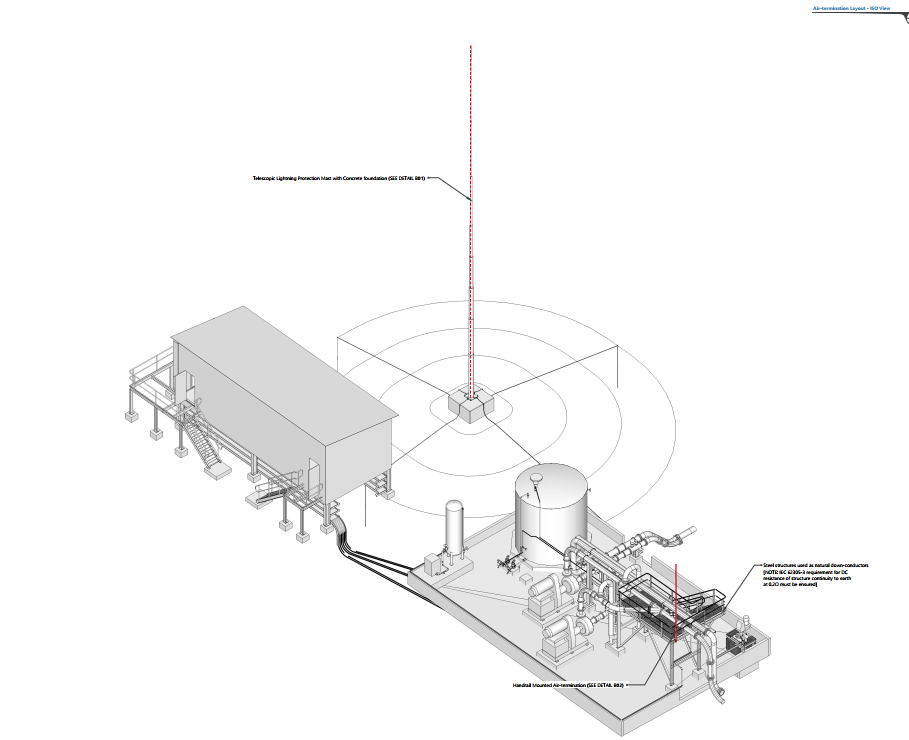 Air-termination Layout - ISO View
Telescopic Lightning Protection Mast with Concrete foundation (SEE DETAIL B01)
Steel structures used as natural down-conductors
(NOTE: IEC 62305-3 requirement for DC
resistance of structure continuity to earth
at 0.2Ω must be ensured)
Handrail Mounted Air-termination (SEE DETAIL B02)